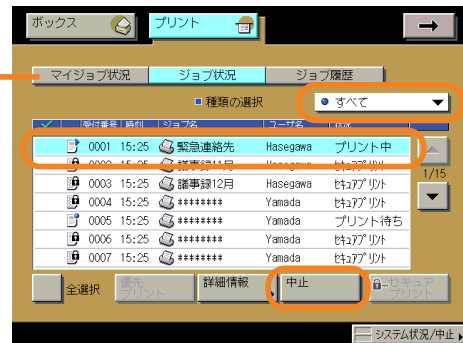 ボックス プリント →
マイジョブ状況 ジョブ状況 ジョブ履歴
種類の選択 すべて
受付番号 時刻 ジョブ名 ユーザ名 状況
0001 15:25 緊急連絡先 Hasegawa プリント中
0002 15:25 議事録11月 Hasegawa セキュアプリント
0003 15:25 議事録12月 Hasegawa セキュアプリント
0004 15:25 ******** Yamada セキュアプリント
0005 15:25 ******** Yamada プリント待ち
0006 15:25 ******** Yamada セキュアプリント
0007 15:25 ******** Yamada セキュアプリント
1/15
全選択 優先プリント 詳細情報 中止 セキュアプリント
システム状況/中止